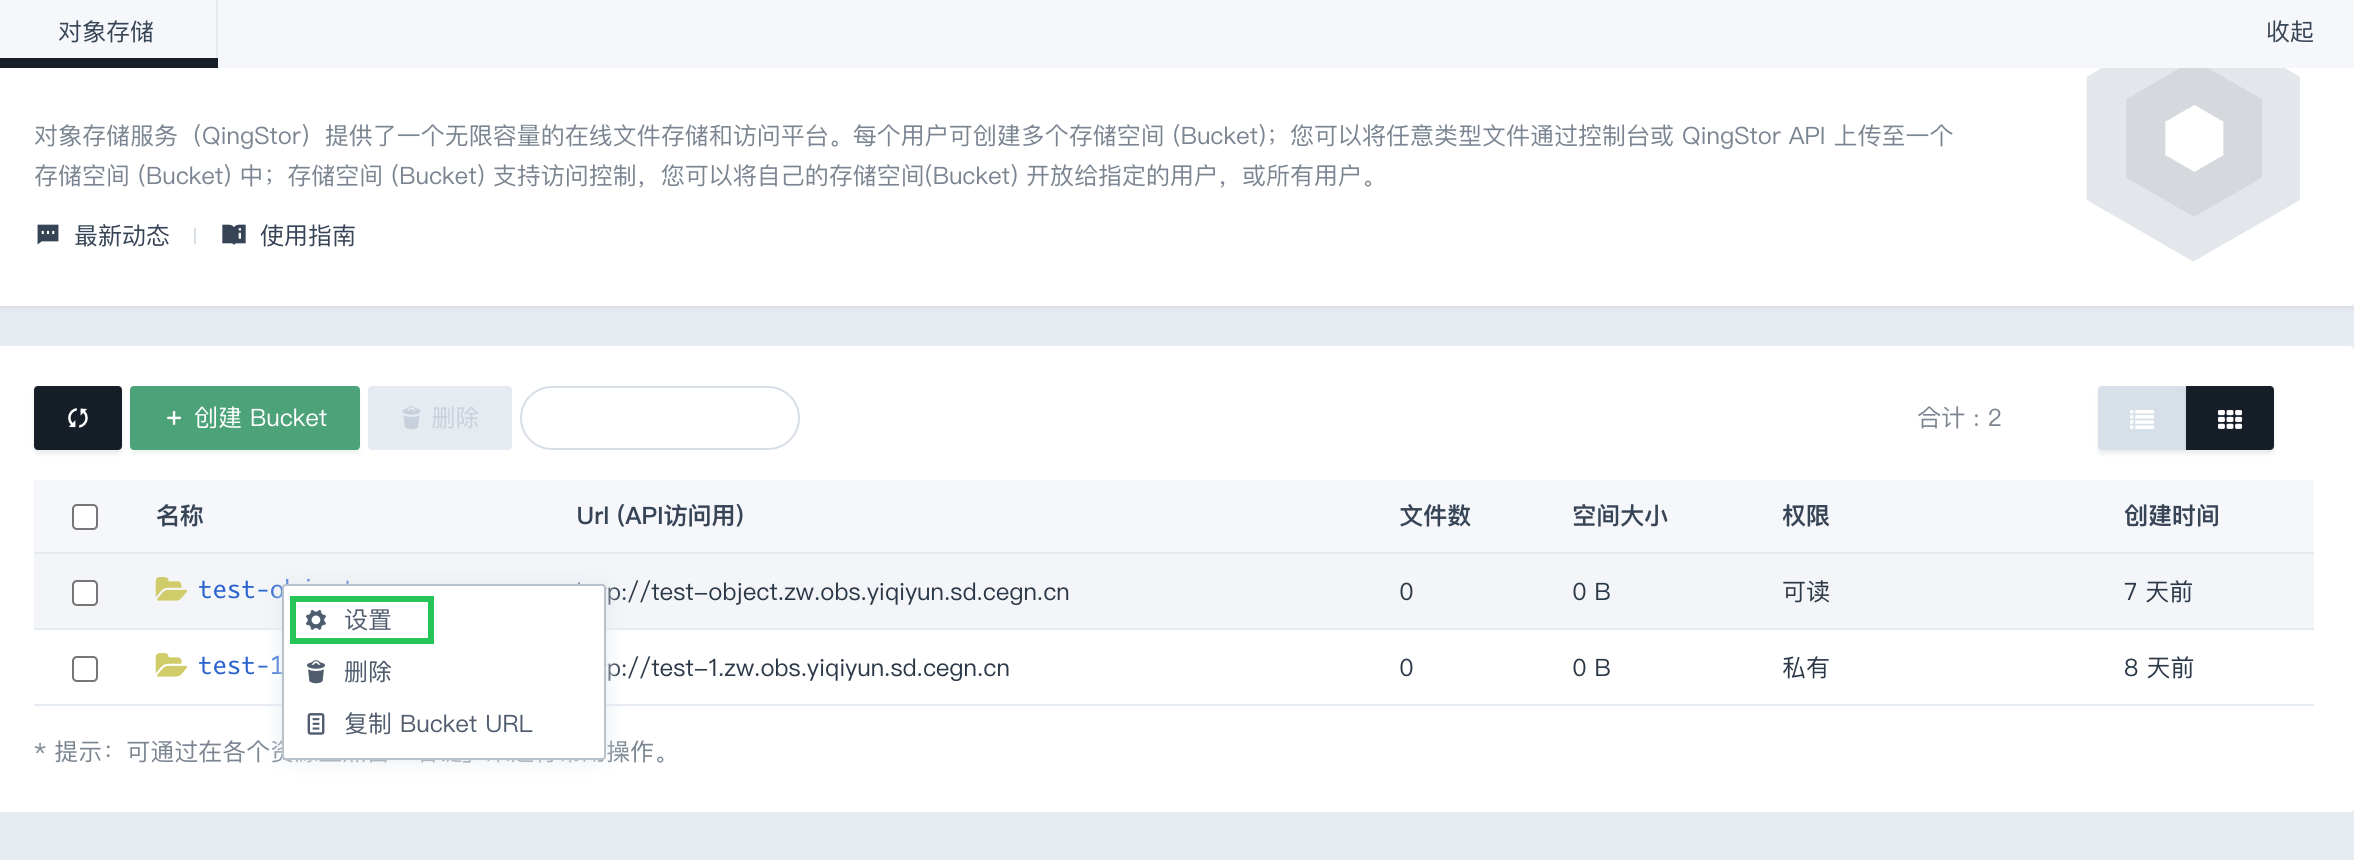 对象存储
收起
对象存储服务（QingStor）提供了一个无限容量的在线文件存储和访问平台。每个用户可创建多个存储空间 (Bucket)；您可以将任意类型文件通过控制台或 QingStor API 上传至一个
存储空间 (Bucket) 中；存储空间 (Bucket) 支持访问控制，您可以将自己的存储空间(Bucket) 开放给指定的用户，或所有用户。
最新动态 使用指南
+ 创建 Bucket 删除 合计：2
名称 Url (API访问用) 文件数 空间大小 权限 创建时间
p://test-object.zw.obs.yiqiyun.sd.cegn.cn 0 0 B 可读 7 天前
设置
test-1 p://test-1.zw.obs.yiqiyun.sd.cegn.cn 0 0 B 私有 8 天前
删除
复制 Bucket URL
* 提示：可通过在各个 操作。